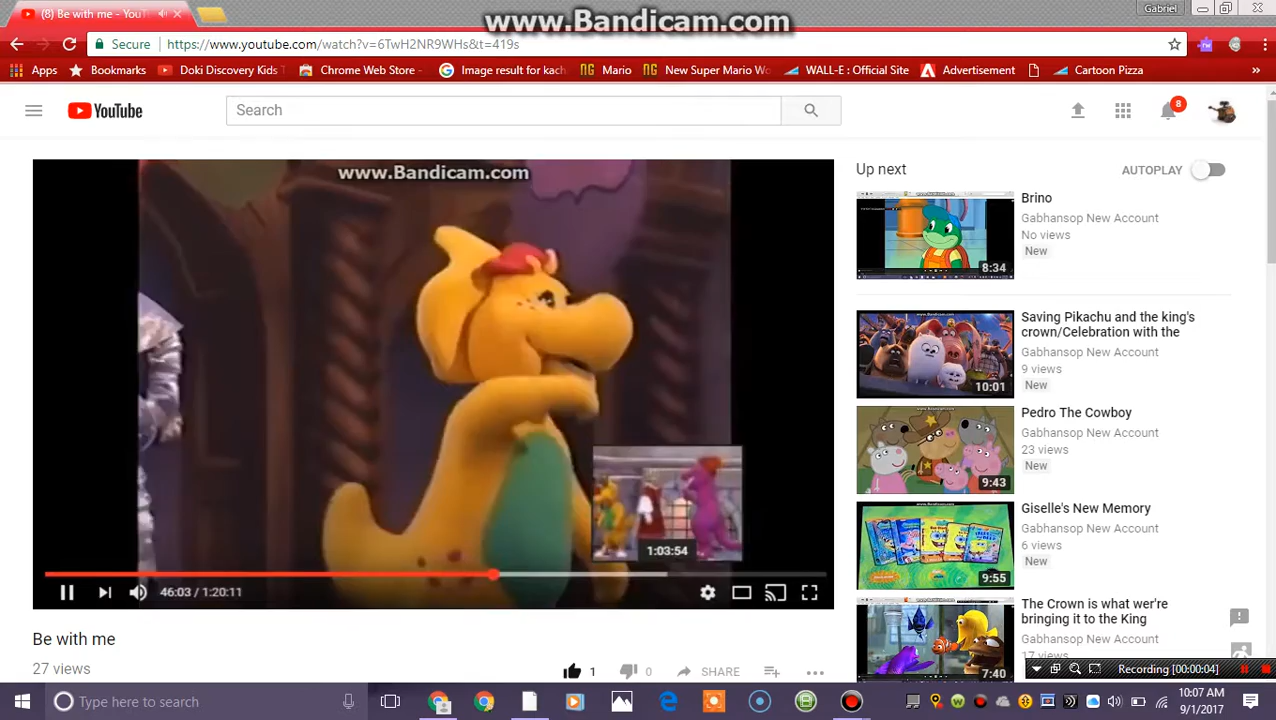 www.Bandicam.com
(8) Be with me - YouT
Gabriel
Secure https://www.youtube.com/watch?v=6TwH2NR9WHs&t=419s
Apps Bookmarks Doki Discovery Kids Chrome Web Store - Image result for kach NG Mario NG New Super Mario Wo WALL-E : Official Site Advertisement Cartoon Pizza »
YouTube
Search
8
www.Bandicam.com
1:03:54
46:03 / 1:20:11
Be with me
27 views
1 0 SHARE
Up next AUTOPLAY
Brino
Gabhansop New Account
No views
New
8:34
Saving Pikachu and the king's
crown/Celebration with the
Gabhansop New Account
9 views
New
10:01
Pedro The Cowboy
Gabhansop New Account
23 views
New
9:43
Giselle's New Memory
Gabhansop New Account
6 views
New
9:55
The Crown is what wer're
bringing it to the King
Gabhansop New Account
17 views
7:40
Recording [00:03:04]
Type here to search
10:07 AM
9/1/2017